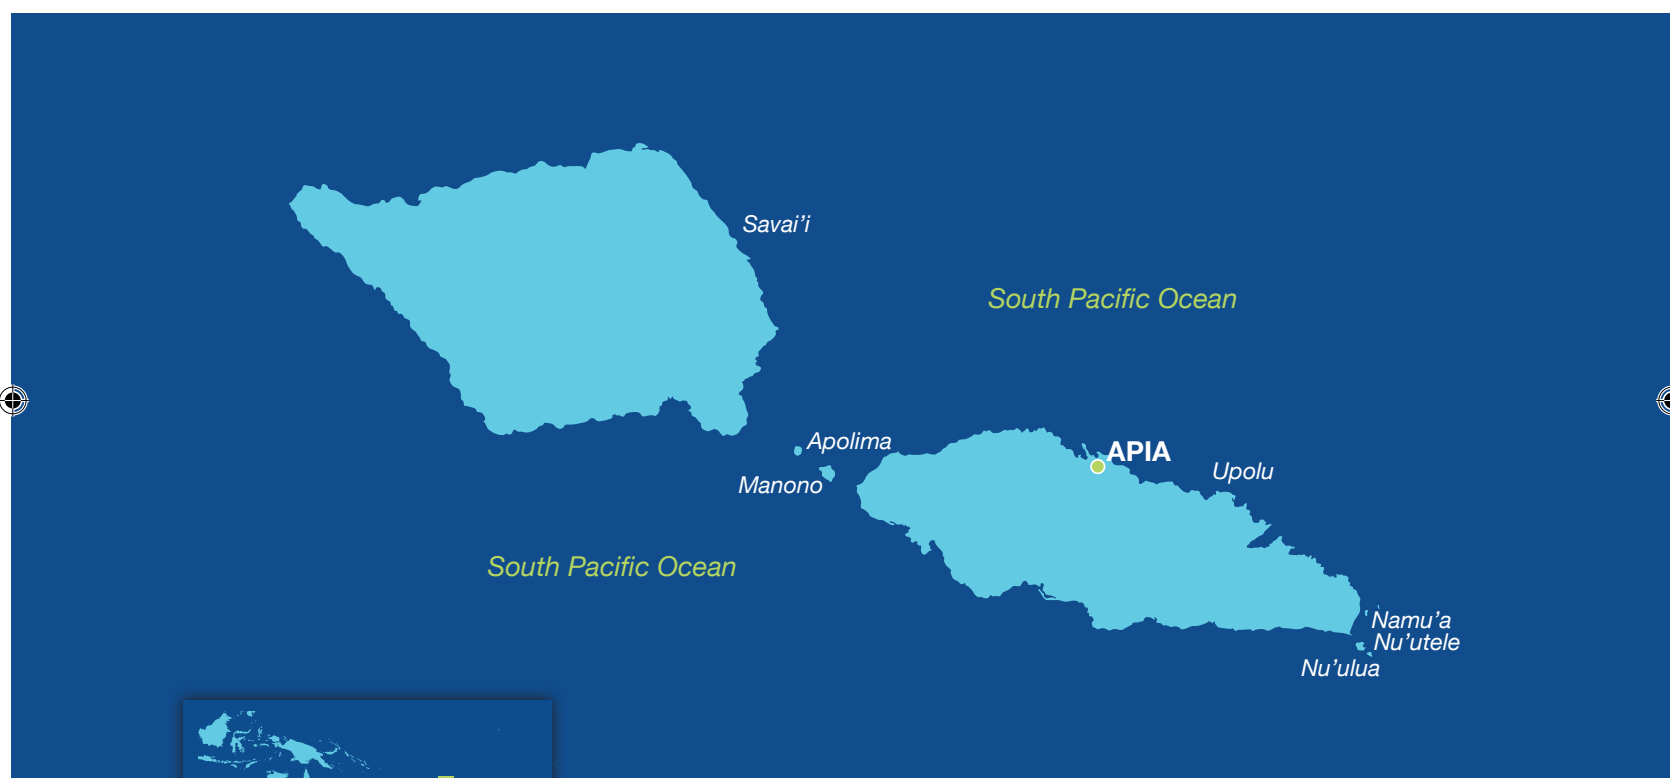 Savai’i
South Pacific Ocean
Apolima
APIA
Upolu
Manono
South Pacific Ocean
Namu’a
Nu’utele
Nu’ulua